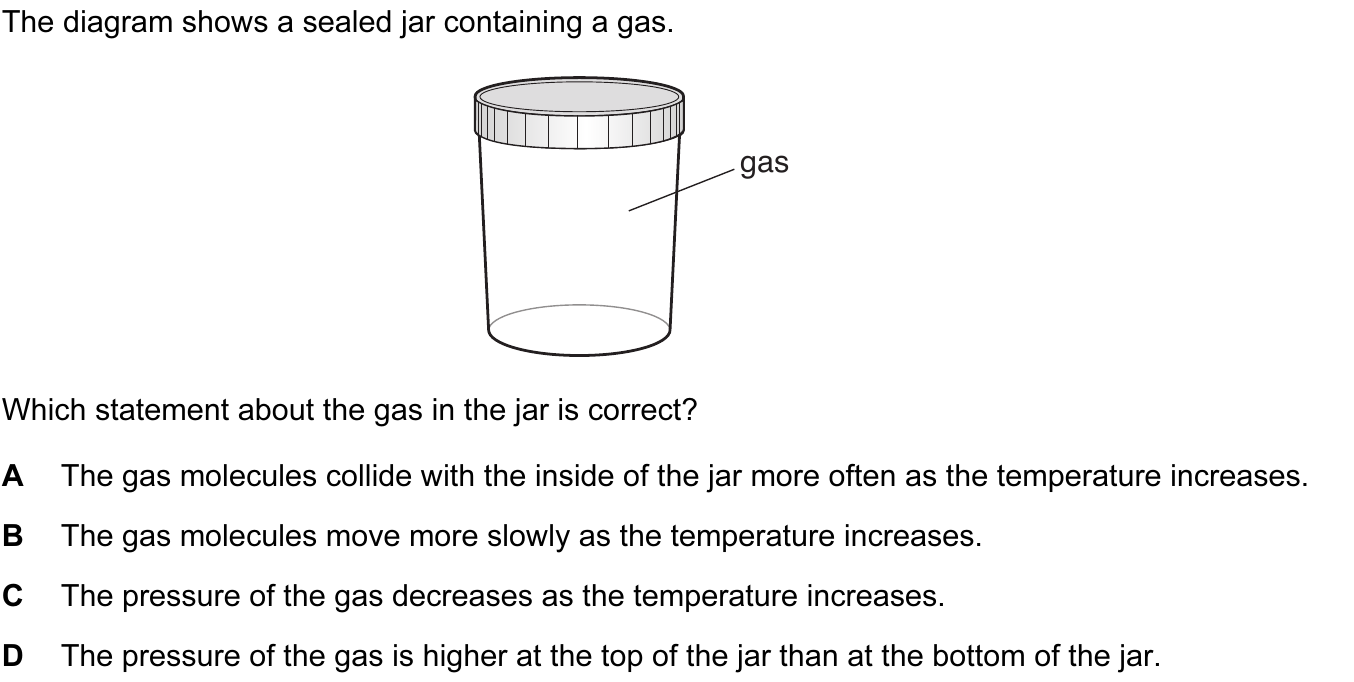 The diagram shows a sealed jar containing a gas.
gas
Which statement about the gas in the jar is correct?
A The gas molecules collide with the inside of the jar more often as the temperature increases.
B The gas molecules move more slowly as the temperature increases.
C The pressure of the gas decreases as the temperature increases.
D The pressure of the gas is higher at the top of the jar than at the bottom of the jar.